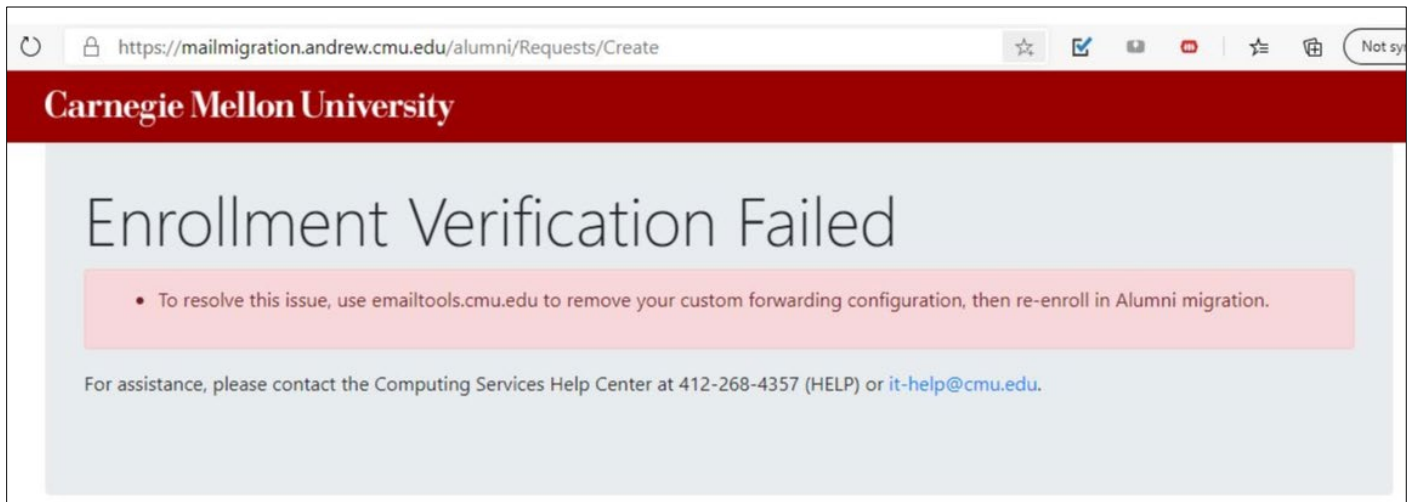 https://mailmigration.andrew.cmu.edu/alumni/Requests/Create
Not sy
Carnegie Mellon University
Enrollment Verification Failed
• To resolve this issue, use emailtools.cmu.edu to remove your custom forwarding configuration, then re-enroll in Alumni migration.
For assistance, please contact the Computing Services Help Center at 412-268-4357 (HELP) or it-help@cmu.edu.